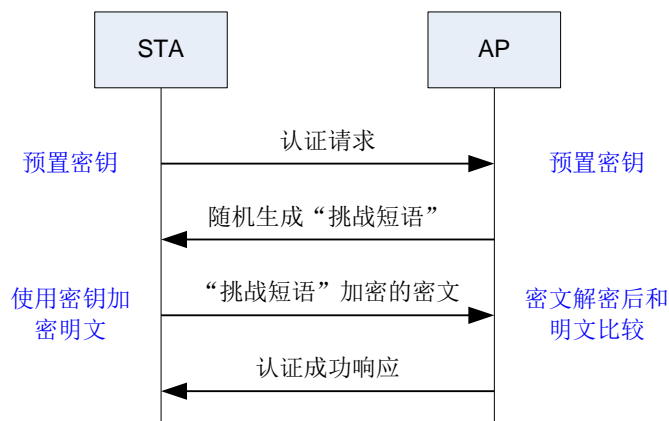 STA
AP
认证请求
预置密钥
预置密钥
随机生成“挑战短语”
“挑战短语”加密的密文
使用密钥加
密明文
密文解密后和
明文比较
认证成功响应